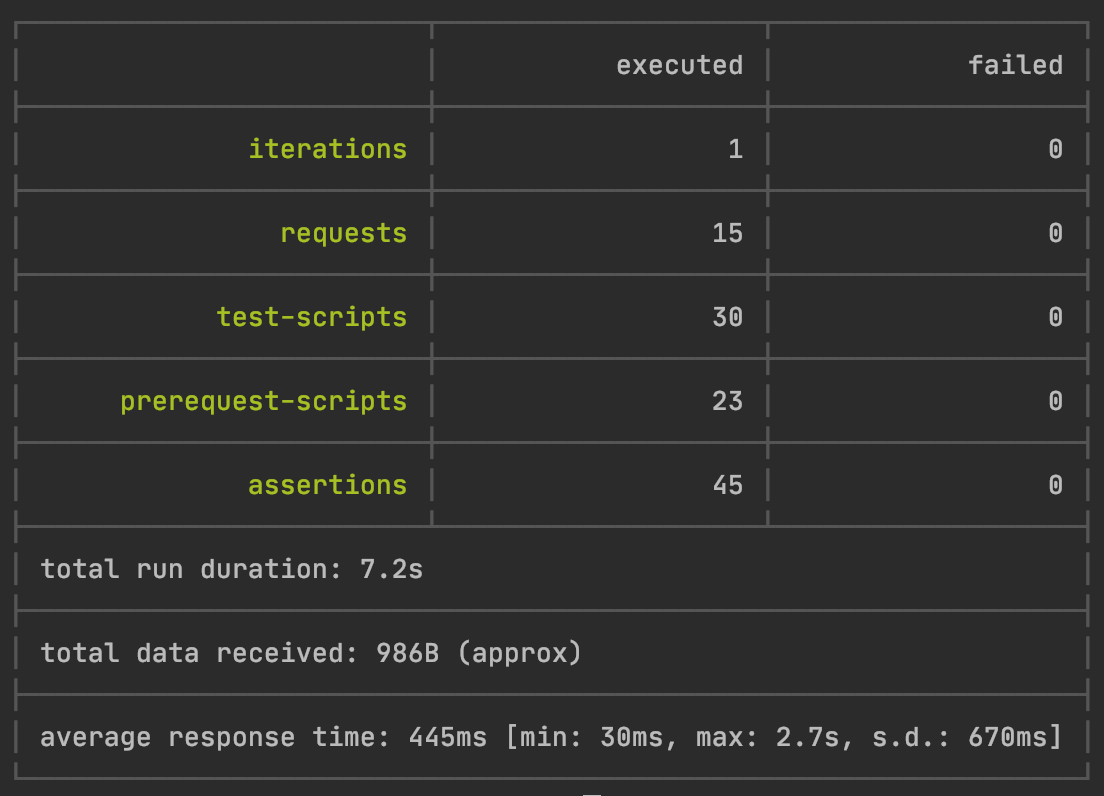 executed failed
iterations 1 0
requests 15 0
test-scripts 30 0
prerequest-scripts 23 0
assertions 45 0
total run duration: 7.2s
total data received: 986B (approx)
average response time: 445ms [min: 30ms, max: 2.7s, s.d.: 670ms]